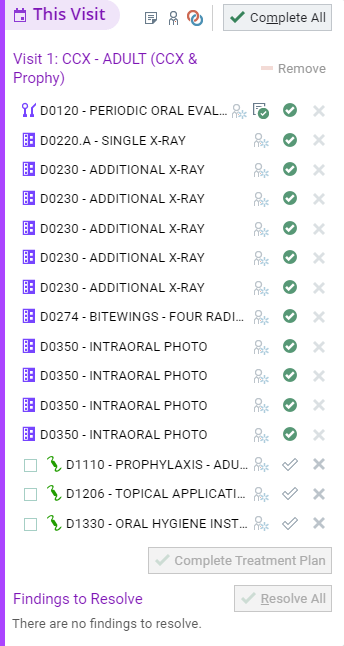 This Visit
Complete All
Visit 1: CCX - ADULT (CCX &
Prophy)
Remove
D0120 - PERIODIC ORAL EVAL...
D0220.A - SINGLE X-RAY
D0230 - ADDITIONAL X-RAY
D0230 - ADDITIONAL X-RAY
D0230 - ADDITIONAL X-RAY
D0230 - ADDITIONAL X-RAY
D0230 - ADDITIONAL X-RAY
D0274 - BITEWINGS - FOUR RADI...
D0350 - INTRAORAL PHOTO
D0350 - INTRAORAL PHOTO
D0350 - INTRAORAL PHOTO
D0350 - INTRAORAL PHOTO
D1110 - PROPHYLAXIS - ADU...
D1206 - TOPICAL APPLICATI...
D1330 - ORAL HYGIENE INST...
Complete Treatment Plan
Findings to Resolve
Resolve All
There are no findings to resolve.